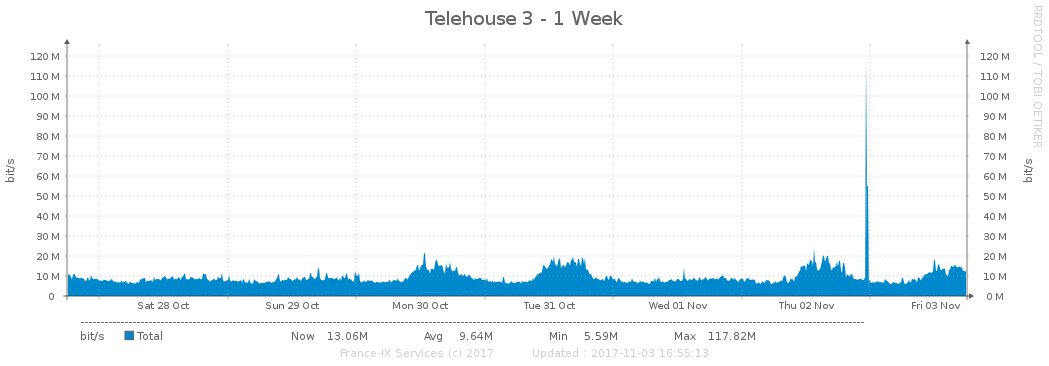 Telehouse 3 - 1 Week
RRDTOOL / TOBI OETIKER
bit/s
120 M 120 M
110 M 110 M
100 M 100 M
90 M 90 M
80 M 80 M
70 M 70 M
60 M 60 M
50 M 50 M
40 M 40 M
30 M 30 M
20 M 20 M
10 M 10 M
0 0 M
bit/s
Sat 28 Oct Sun 29 Oct Mon 30 Oct Tue 31 Oct Wed 01 Nov Thu 02 Nov Fri 03 Nov
bit/s Total Now 13.06M Avg 9.64M Min 5.59M Max 117.82M
France-IX Services (c) 2017 Updated : 2017-11-03 16:55:13